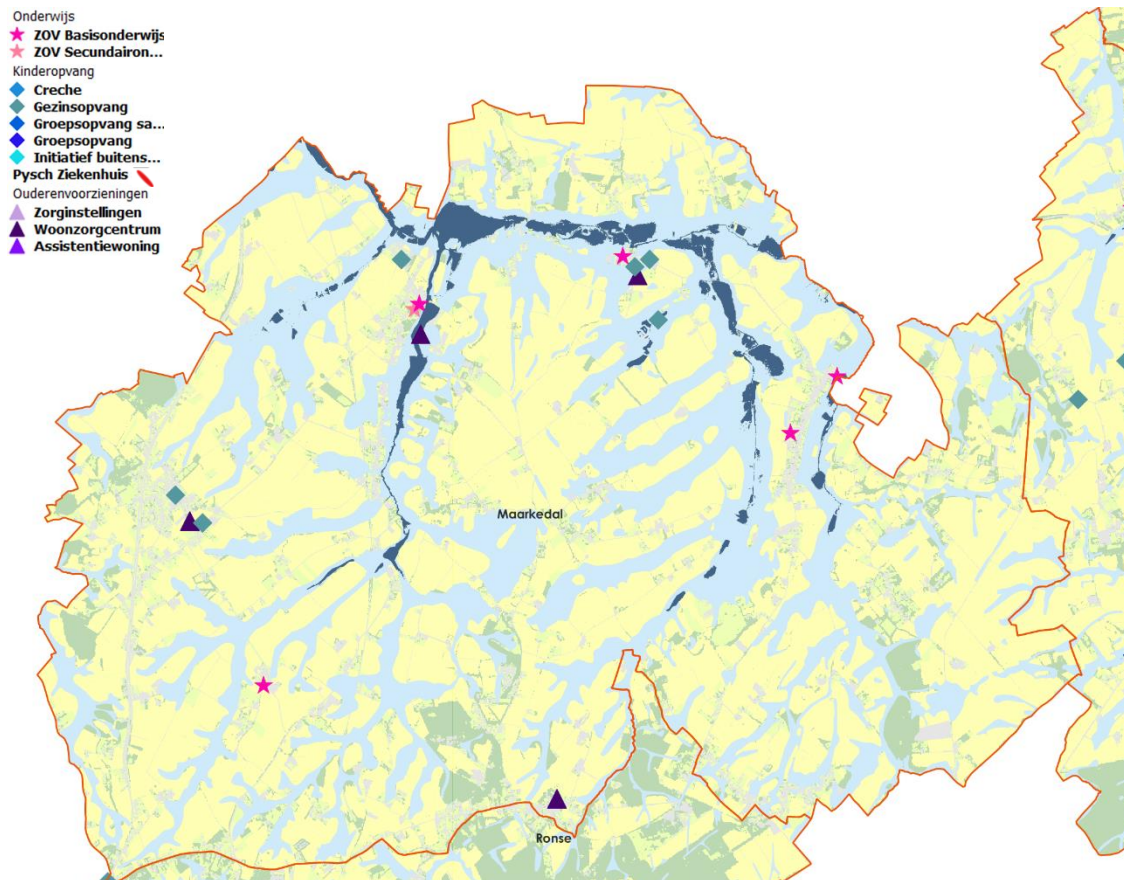 Onderwijs
ZOV Basisonderwijs
ZOV Secundairon...
Kinderopvang
Creche
Gezinsopvang
Groepsopvang sa...
Groepsopvang
Initiatief buitens...
Pysch Ziekenhuis
Ouderenvoorzieningen
Zorginstellingen
Woonzorgcentrum
Assistentiewoning
Maarkedal
Ronse